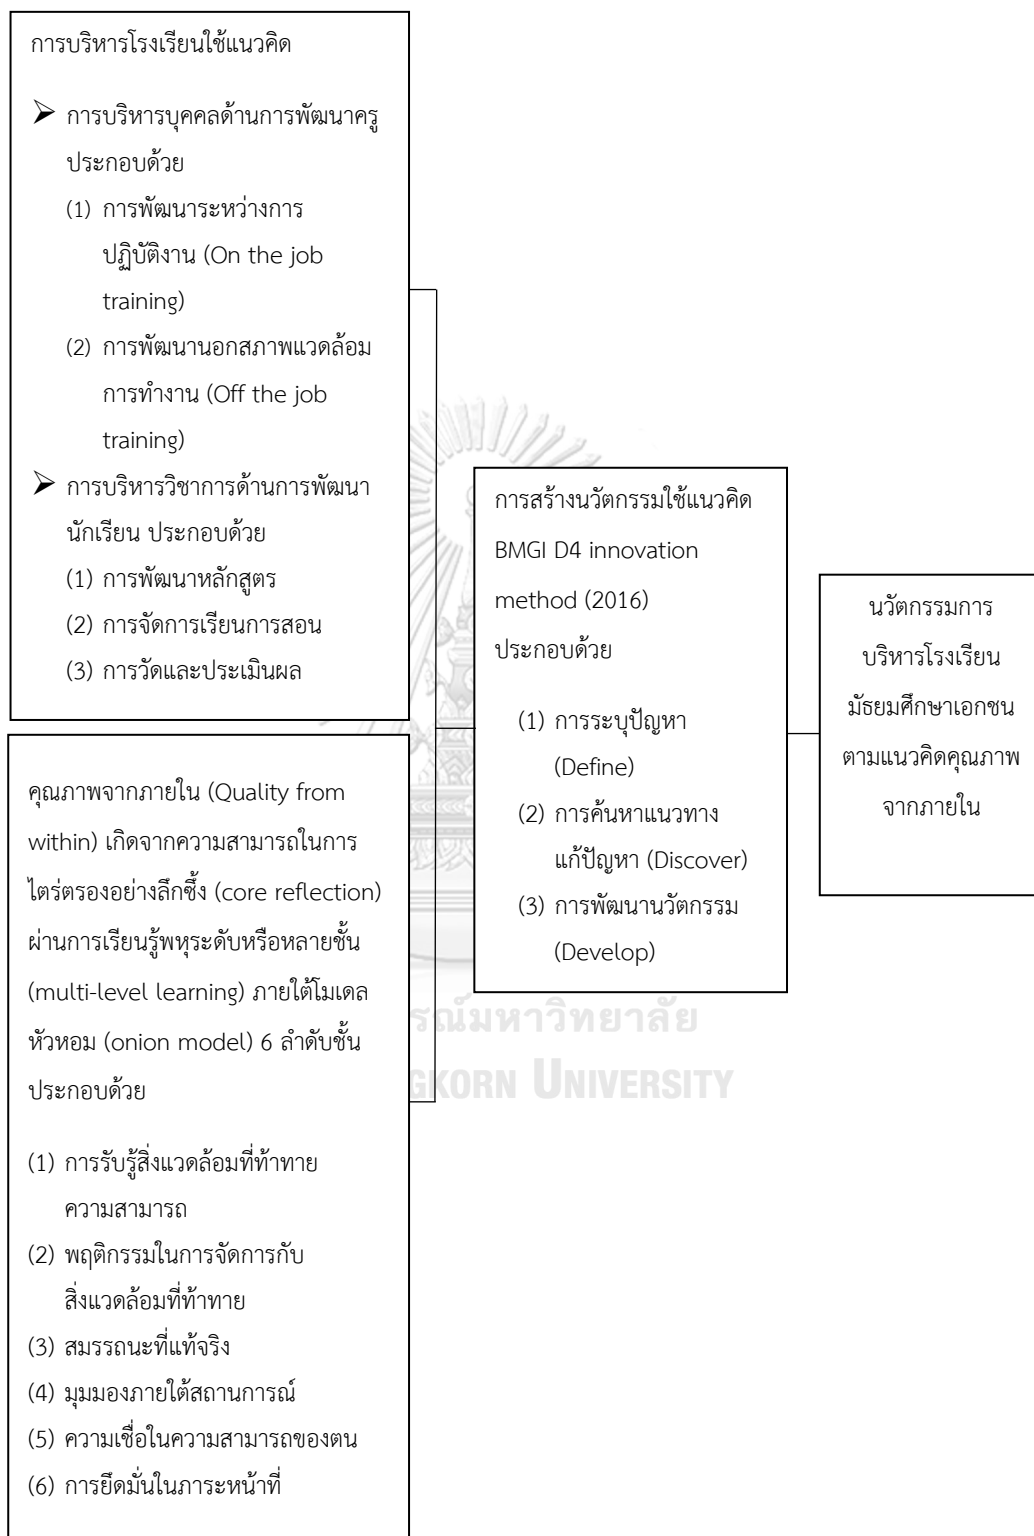 การบริหารโรงเรียนใช้แนวคิด
➢ การบริหารบุคคลด้านการพัฒนาครู
ประกอบด้วย
(1) การพัฒนาระหว่างการ
ปฏิบัติงาน (On the job
training)
(2) การพัฒนานอกสภาพแวดล้อม
การทำงาน (Off the job
training)
➢ การบริหารวิชาการด้านการพัฒนา
นักเรียน ประกอบด้วย
(1) การพัฒนาหลักสูตร
(2) การจัดการเรียนการสอน
(3) การวัดและประเมินผล
คุณภาพจากภายใน (Quality from
within) เกิดจากความสามารถในการ
ไตร่ตรองอย่างลึกซึ้ง (core reflection)
ผ่านการเรียนรู้พหุระดับหรือหลายชั้น
(multi-level learning) ภายใต้โมเดล
หัวหอม (onion model) 6 ลำดับชั้น
ประกอบด้วย
(1) การรับรู้สิ่งแวดล้อมที่ท้าทาย
ความสามารถ
(2) พฤติกรรมในการจัดการกับ
สิ่งแวดล้อมที่ท้าทาย
(3) สมรรถนะที่แท้จริง
(4) มุมมองภายใต้สถานการณ์
(5) ความเชื่อในความสามารถของตน
(6) การยึดมั่นในภาระหน้าที่
การสร้างนวัตกรรมใช้แนวคิด
BMGI D4 innovation
method (2016)
ประกอบด้วย
(1) การระบุปัญหา
(Define)
(2) การค้นหาแนวทาง
แก้ปัญหา (Discover)
(3) การพัฒนานวัตกรรม
(Develop)
นวัตกรรมการ
บริหารโรงเรียน
มัธยมศึกษาเอกชน
ตามแนวคิดคุณภาพ
จากภายใน
รณ์มหาวิทยาลัย
GKORN UNIVERSITY